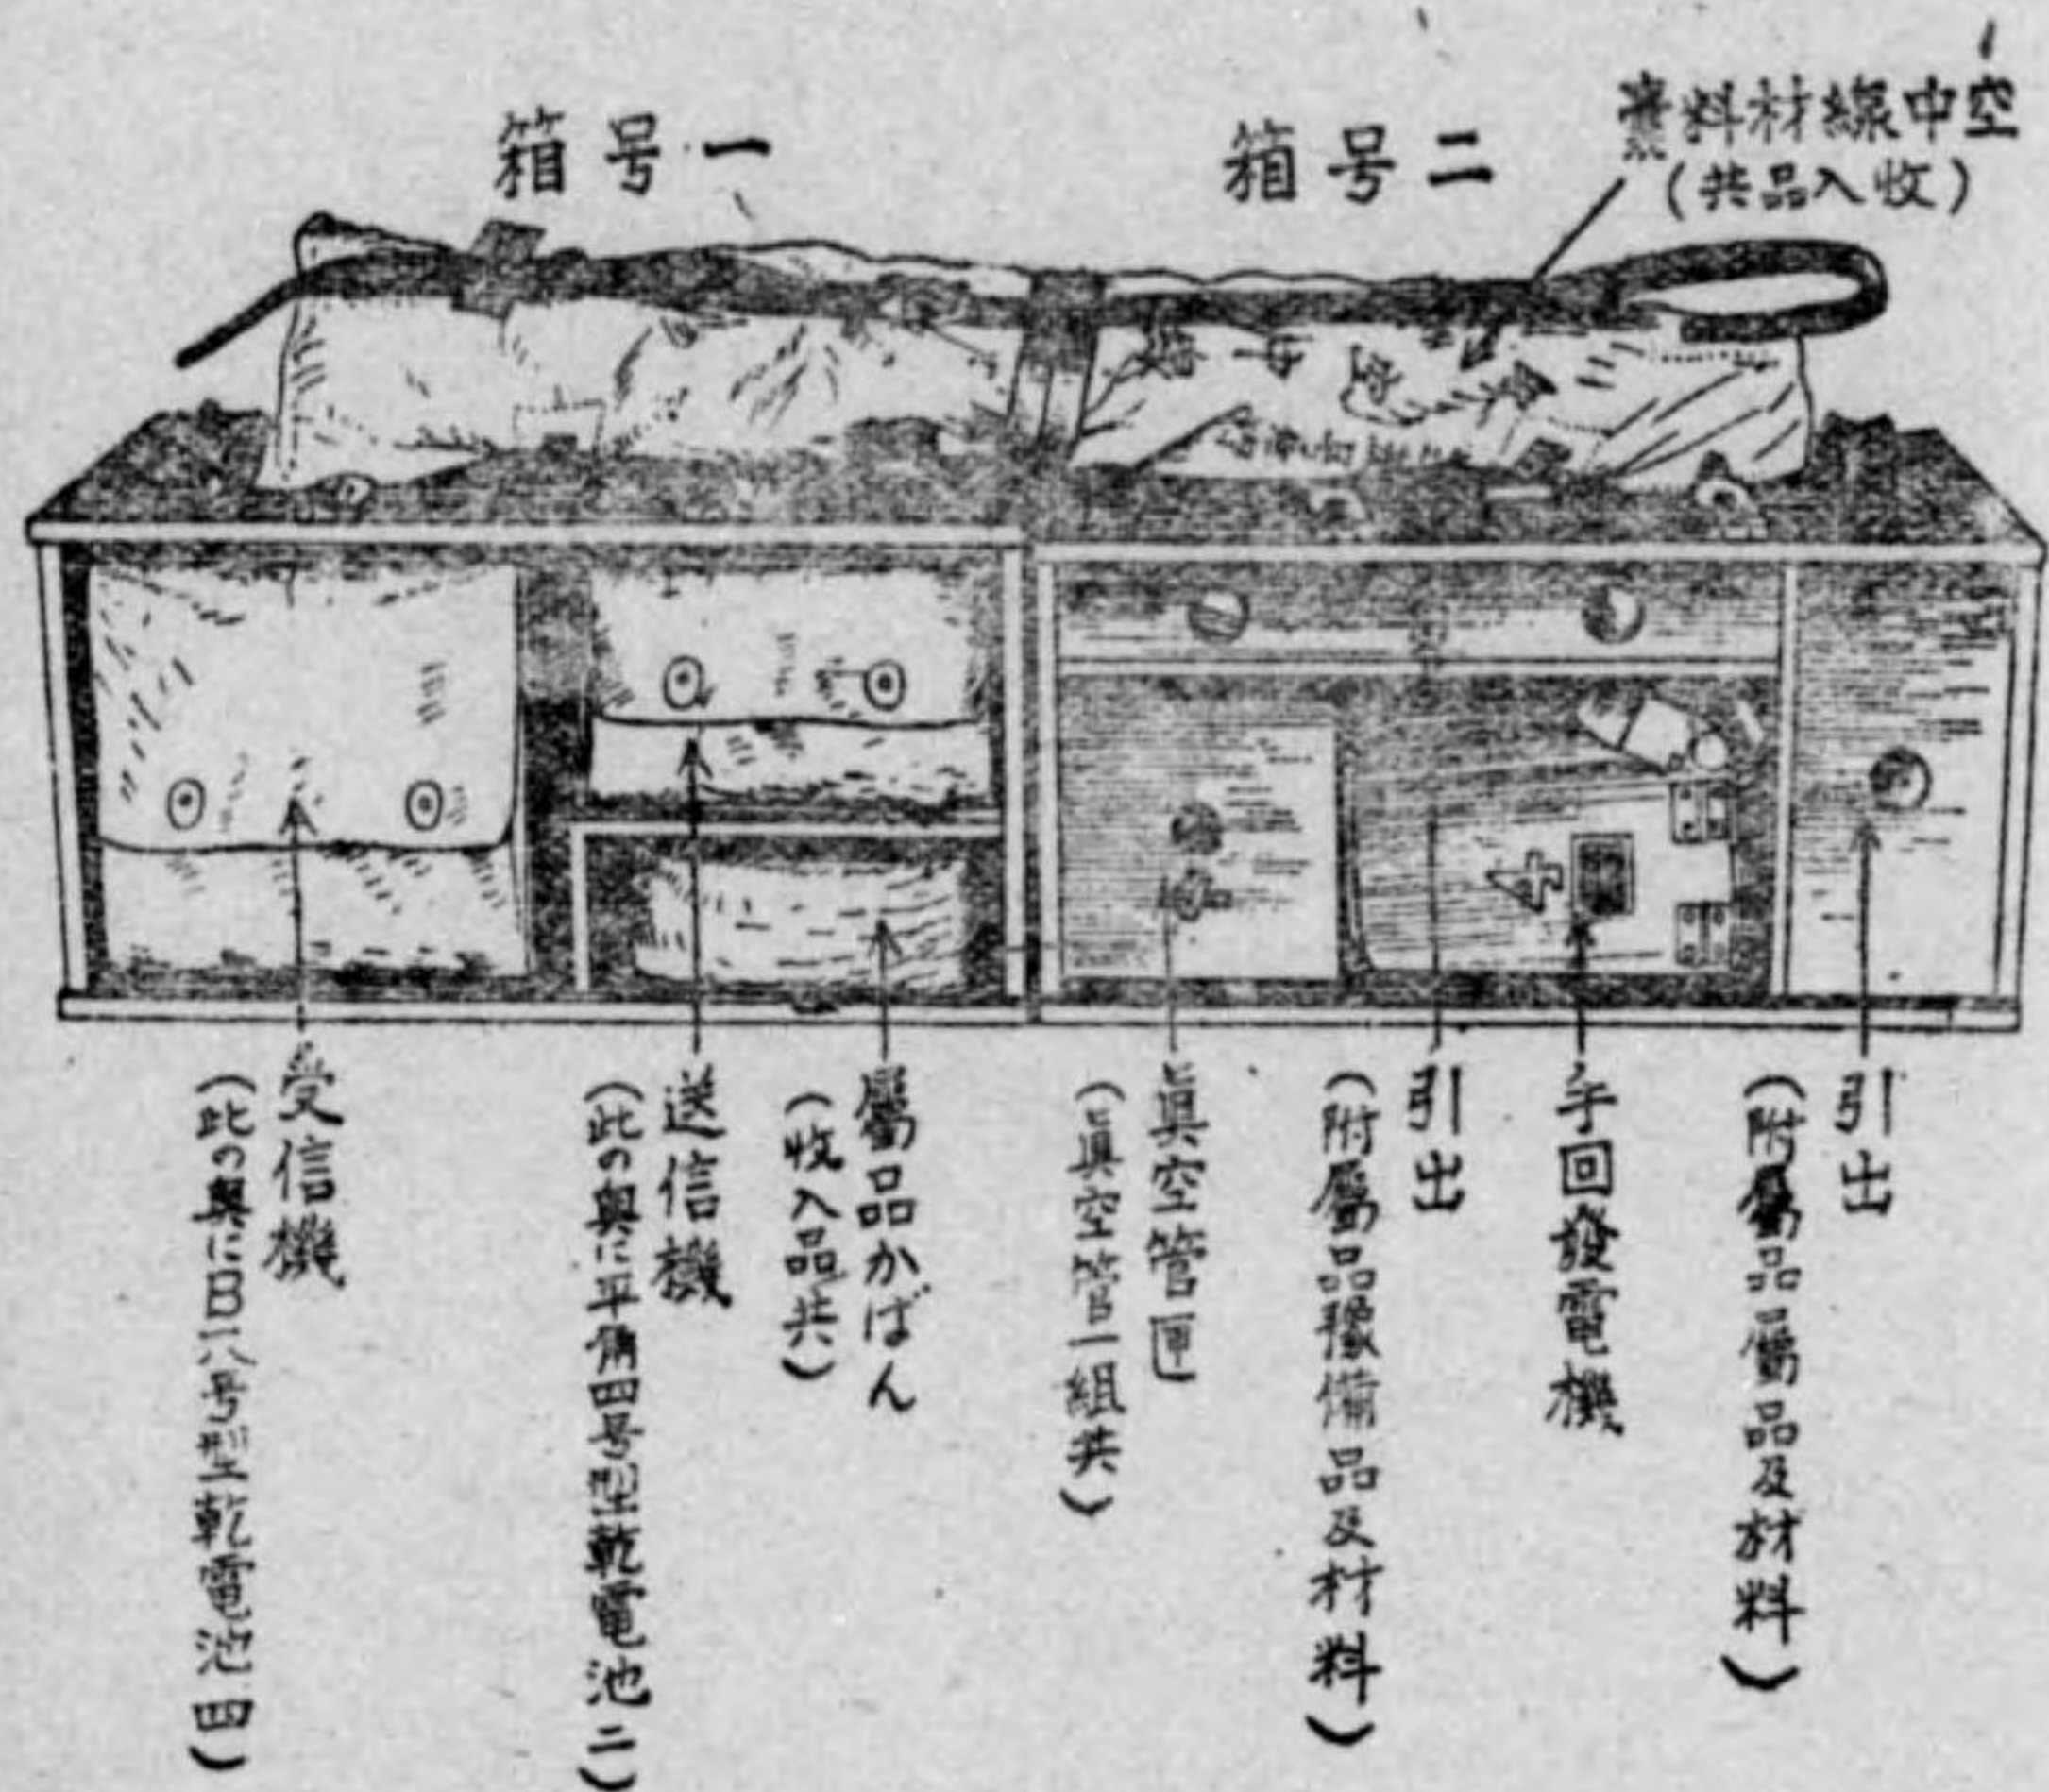 空中線材料囊
(收入品共)
二号箱
一号箱
引出
(附屬品屬品及材料)
手回發電機
引出
(附屬品豫備品及材料)
眞空管匣
(眞空管一組共)
屬品かばん
(收入品共)
送信機
(此の奥に平角四号型乾電池二)
受信機
(此の奥にB一八号型乾電池四)